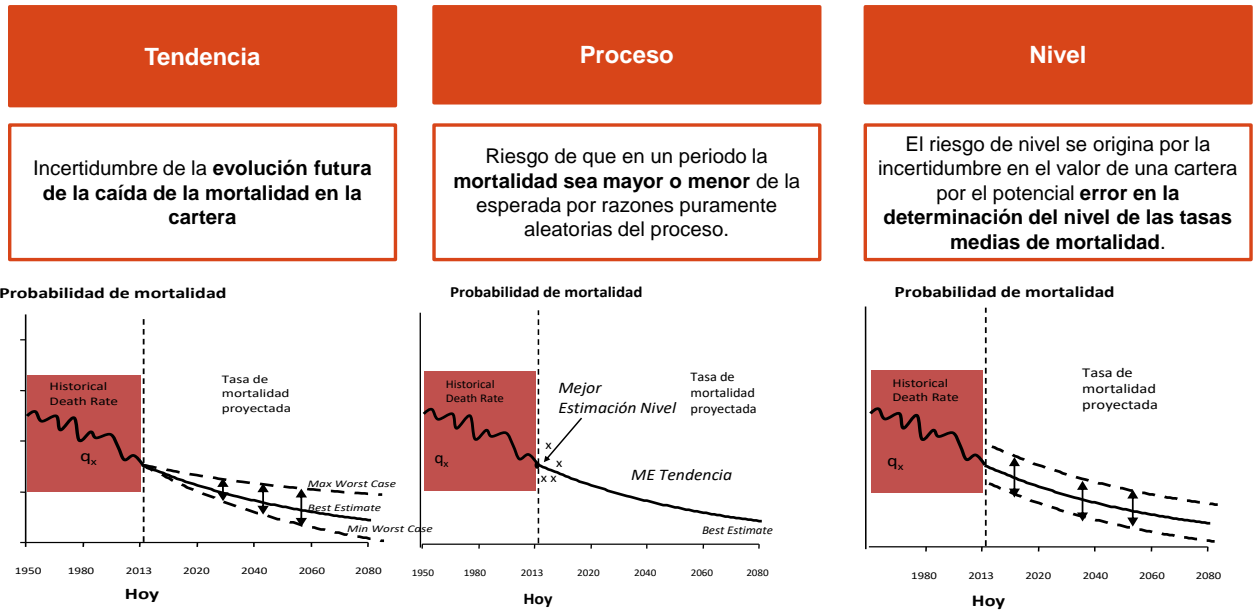 Tendencia
Incertidumbre de la evolución futura
de la caída de la mortalidad en la
cartera
Probabilidad de mortalidad
Historical
Death Rate
qx
Tasa de
mortalidad
proyectada
Max Worst Case
Best Estimate
Min Worst Case
1950 1980 2013 2020 2040 2060 2080
Hoy
Proceso
Riesgo de que en un periodo la
mortalidad sea mayor o menor de la
esperada por razones puramente
aleatorias del proceso.
Probabilidad de mortalidad
Historical
Death Rate
qx
Mejor
Estimación Nivel
Tasa de
mortalidad
proyectada
x
x
x x
ME Tendencia
Best Estimate
1950 1980 2013 2020 2040 2060 2080
Hoy
Nivel
El riesgo de nivel se origina por la
incertidumbre en el valor de una cartera
por el potencial error en la
determinación del nivel de las tasas
medias de mortalidad.
Probabilidad de mortalidad
Historical
Death Rate
qx
Tasa de
mortalidad
proyectada
1980 2013 2020 2040 2060 2080
Hoy